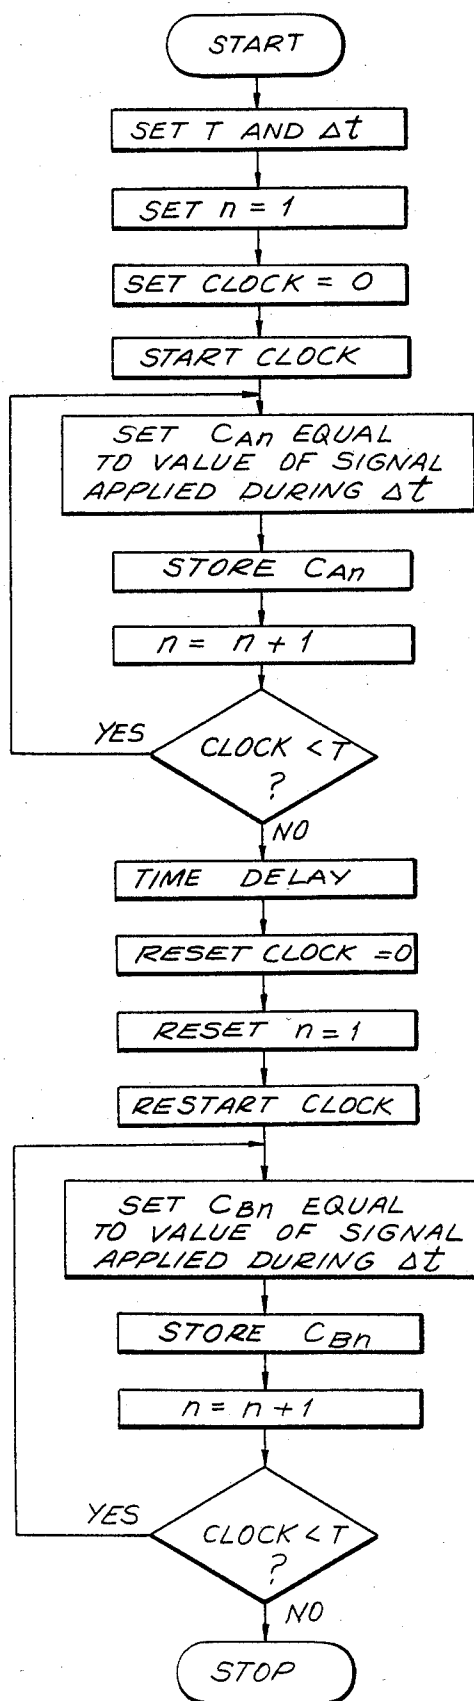 START
SET T AND Δt
SET n = 1
SET CLOCK = 0
START CLOCK
SET CAn EQUAL
TO VALUE OF SIGNAL
APPLIED DURING Δt
STORE CAn
n = n + 1
YES
CLOCK < T
?
NO
TIME DELAY
RESET CLOCK = 0
RESET n = 1
RESTART CLOCK
SET CBn EQUAL
TO VALUE OF SIGNAL
APPLIED DURING Δt
STORE CBn
n = n + 1
YES
CLOCK < T
?
NO
STOP